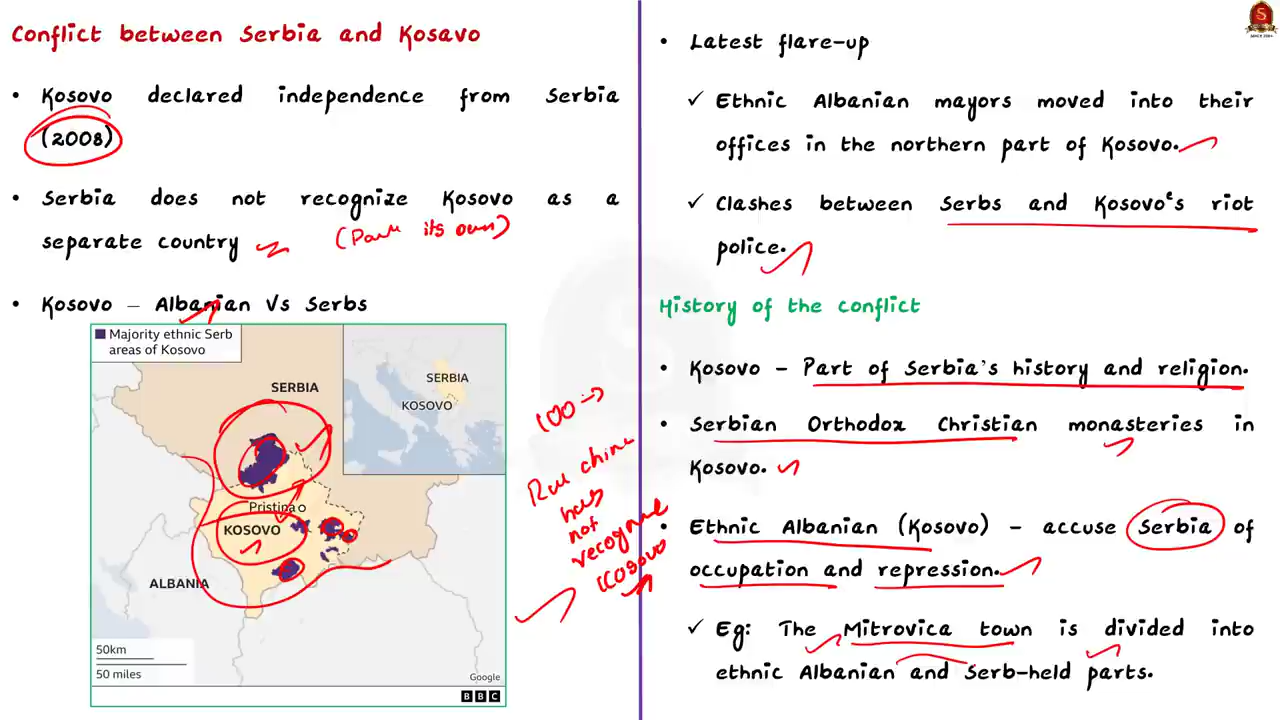 Conflict between Serbia and Kosavo
• Kosovo declared independence from Serbia
(2008)
• Serbia does not recognize Kosovo as a
separate country
(Part its own)
• Kosovo – Albanian Vs Serbs
Majority ethnic Serb
areas of Kosovo
SERBIA
SERBIA
KOSOVO
Pristina
KOSOVO
ALBANIA
50km
50 miles
Google
BBC
100
china
has
not
recognize
Kosovo
• Latest flare-up
✓ Ethnic Albanian mayors moved into their
offices in the northern part of Kosovo.
✓ Clashes between Serbs and Kosovo's riot
police.
History of the conflict
• Kosovo – Part of Serbia's history and religion.
• Serbian Orthodox Christian monasteries in
Kosovo.
• Ethnic Albanian (Kosovo) – accuse Serbia of
occupation and repression.
✓ Eg: The Mitrovica town is divided into
ethnic Albanian and Serb-held parts.